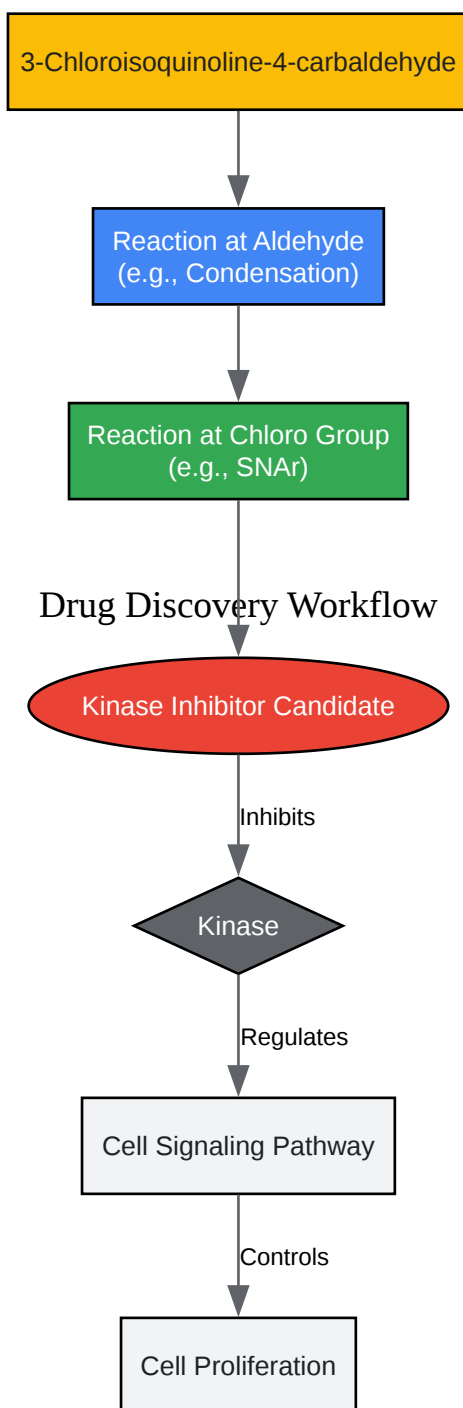 3-Chloroisoquinoline-4-carbaldehyde
Reaction at Aldehyde
(e.g., Condensation)
Reaction at Chloro Group
(e.g., SNAr)
Drug Discovery Workflow
Kinase Inhibitor Candidate
Inhibits
Kinase
Regulates
Cell Signaling Pathway
Controls
Cell Proliferation